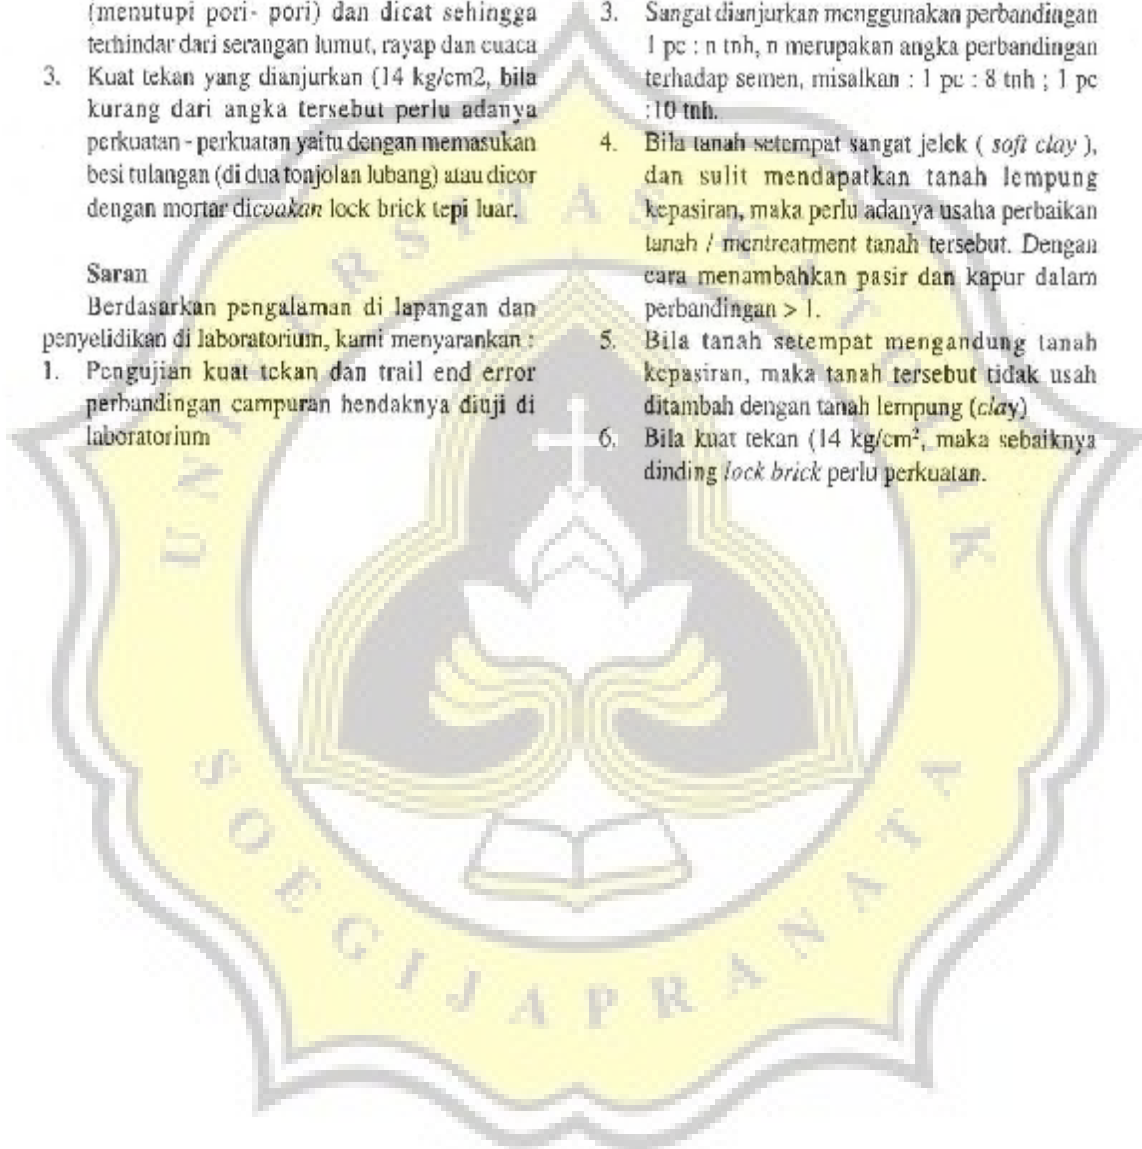 (menutupi pori- pori) dan dicat sehingga
terhindar dari serangan lumut, rayap dan cuaca
3. Kuat tekan yang dianjurkan (14 kg/cm2, bila
kurang dari angka tersebut perlu adanya
perkuatan - perkuatan yaitu dengan memasukan
besi tulangan (di dua tonjolan lubang) atau dicor
dengan mortar dicoakan lock brick tepi luar.
Saran
Berdasarkan pengalaman di lapangan dan
penyelidikan di laboratorium, kami menyarankan :
1. Pengujian kuat tekan dan trail end error
perbandingan campuran hendaknya diuji di
laboratorium
3. Sangat dianjurkan menggunakan perbandingan
1 pc : n tnh, n merupakan angka perbandingan
terhadap semen, misalkan : 1 pc : 8 tnh ; 1 pc
:10 tnh.
4. Bila tanah setempat sangat jelek ( soft clay ),
dan sulit mendapatkan tanah lempung
kepasiran, maka perlu adanya usaha perbaikan
tanah / mentreatment tanah tersebut. Dengan
cara menambahkan pasir dan kapur dalam
perbandingan > 1.
5. Bila tanah setempat mengandung tanah
kepasiran, maka tanah tersebut tidak usah
ditambah dengan tanah lempung (clay)
6. Bila kuat tekan (14 kg/cm², maka sebaiknya
dinding lock brick perlu perkuatan.
UNIVERSITAS KATOLIK
SOEGIJAPRANATA